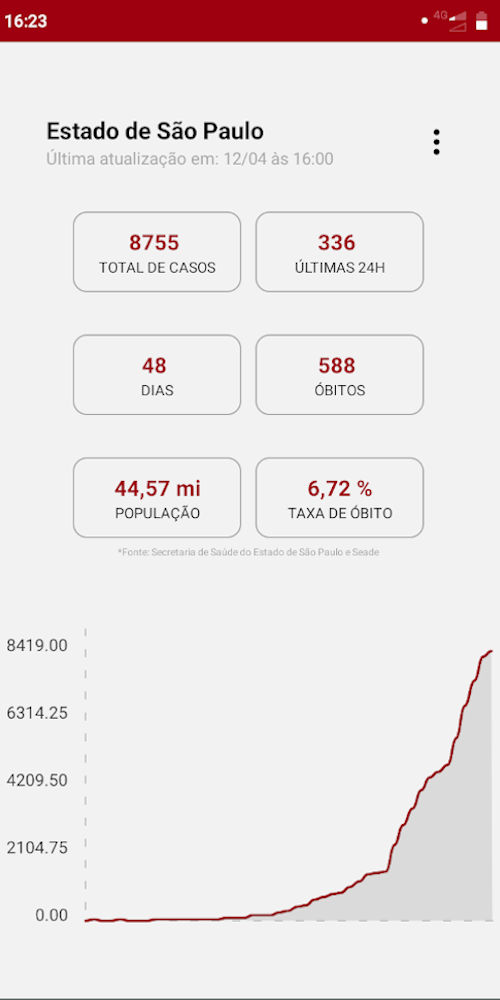 16:23
4G
Estado de São Paulo
Última atualização em: 12/04 às 16:00
8755
TOTAL DE CASOS
336
ÚLTIMAS 24H
48
DIAS
588
ÓBITOS
44,57 mi
POPULAÇÃO
6,72 %
TAXA DE ÓBITO
*Fonte: Secretaria de Saúde do Estado de São Paulo e Seade
8419.00
6314.25
4209.50
2104.75
0.00